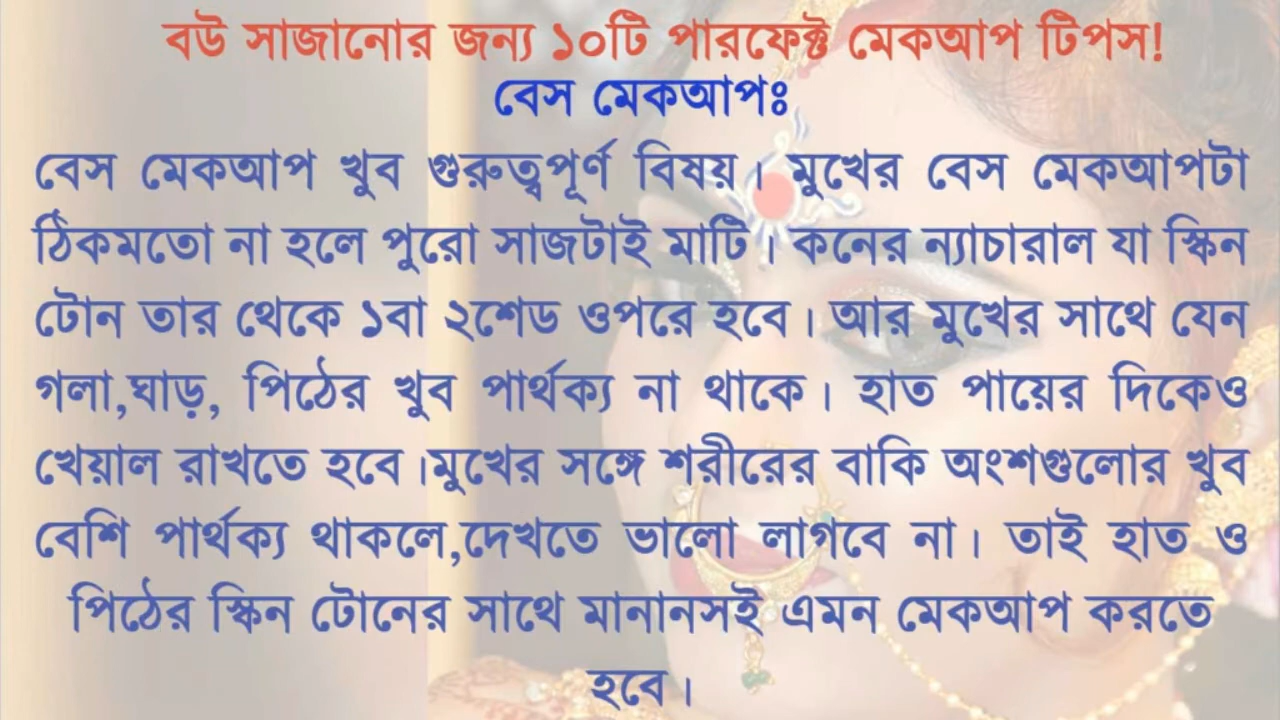 বউ সাজানোর জন্য ১০টি পারফেক্ট মেকআপ টিপস!
বেস মেকআপঃ
বেস মেকআপ খুব গুরুত্বপূর্ণ বিষয়। মুখের বেস মেকআপটা
ঠিকমতো না হলে পুরো সাজটাই মাটি। কনের ন্যাচারাল যা স্কিন
টোন তার থেকে ১বা ২শেড ওপরে হবে। আর মুখের সাথে যেন
গলা,ঘাড়, পিঠের খুব পার্থক্য না থাকে। হাত পায়ের দিকেও
খেয়াল রাখতে হবে।মুখের সঙ্গে শরীরের বাকি অংশগুলোর খুব
বেশি পার্থক্য থাকলে,দেখতে ভালো লাগবে না। তাই হাত ও
পিঠের স্কিন টোনের সাথে মানানসই এমন মেকআপ করতে
হবে।